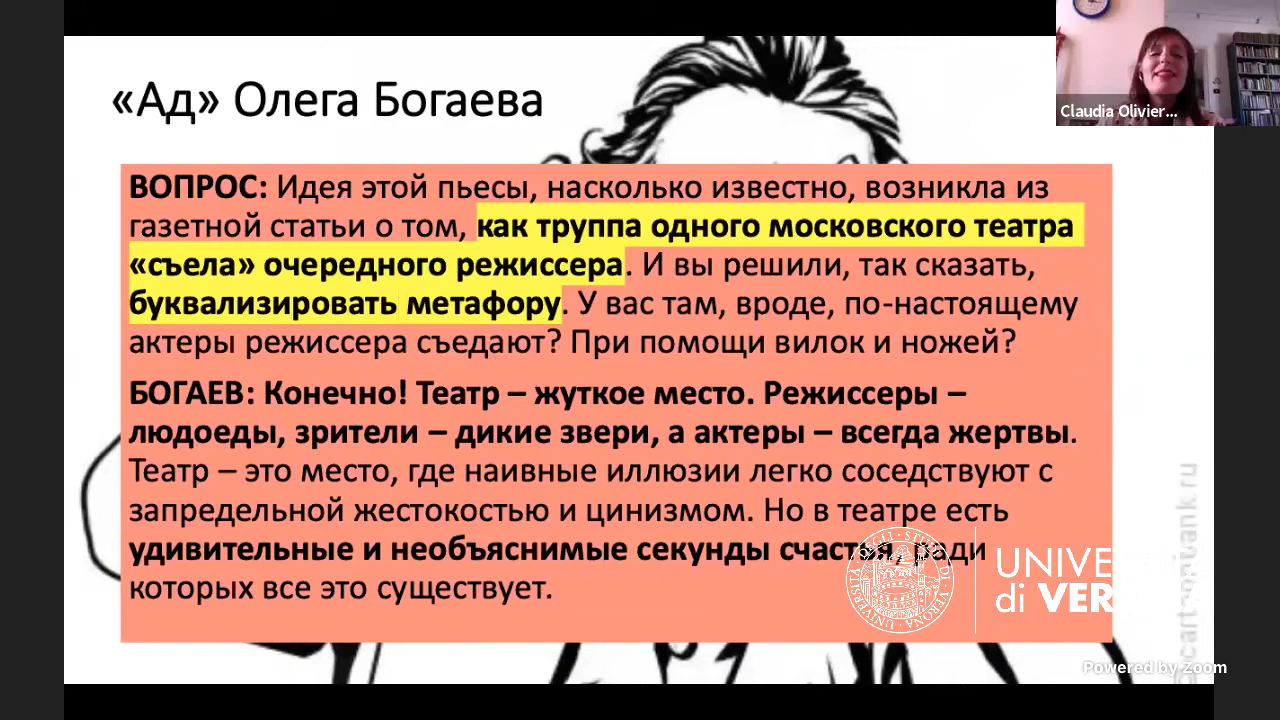 «Ад» Олега Богаева
Claudia Olivier...
ВОПРОС: Идея этой пьесы, насколько известно, возникла из
газетной статьи о том, как труппа одного московского театра
«съела» очередного режиссера. И вы решили, так сказать,
буквализировать метафору. У вас там, вроде, по-настоящему
актеры режиссера съедают? При помощи вилок и ножей?
БОГАЕВ: Конечно! Театр – жуткое место. Режиссеры –
людоеды, зрители – дикие звери, а актеры – всегда жертвы.
Театр – это место, где наивные иллюзии легко соседствуют с
запредельной жестокостью и цинизмом. Но в театре есть
удивительные и необъяснимые секунды счастья, ради
которых все это существует.
UNIVE
di VER
Powered by Zoom